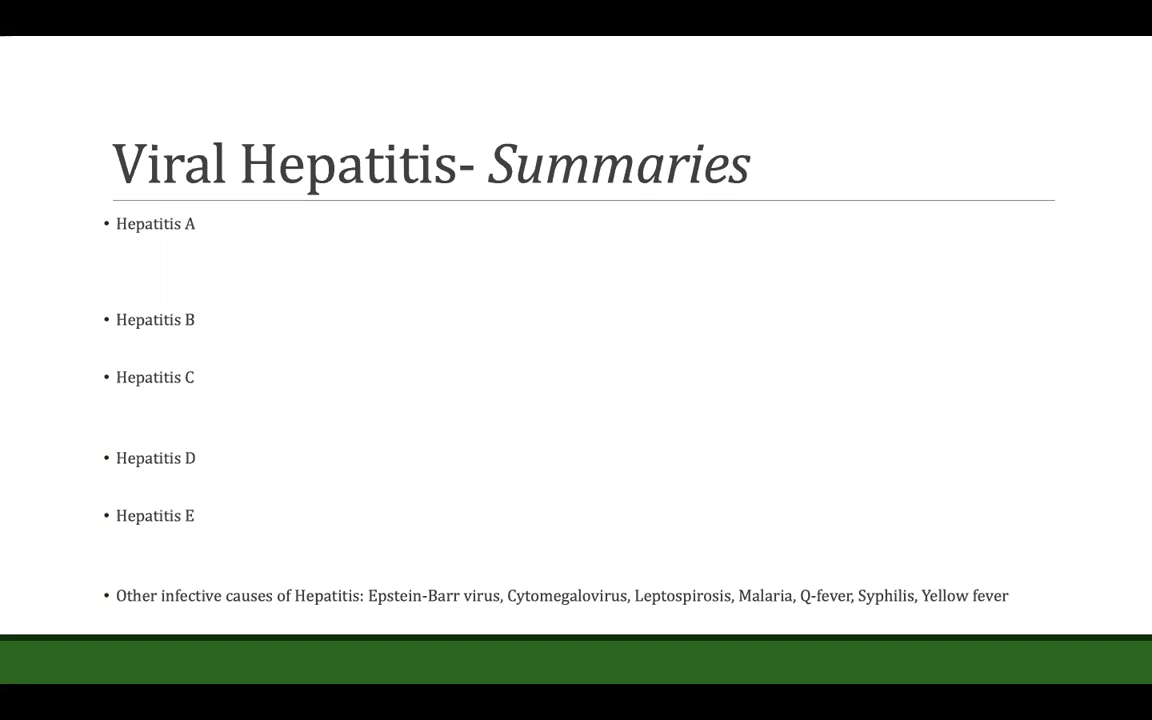 Viral Hepatitis- Summaries
• Hepatitis A
• Hepatitis B
• Hepatitis C
• Hepatitis D
• Hepatitis E
• Other infective causes of Hepatitis: Epstein-Barr virus, Cytomegalovirus, Leptospirosis, Malaria, Q-fever, Syphilis, Yellow fever